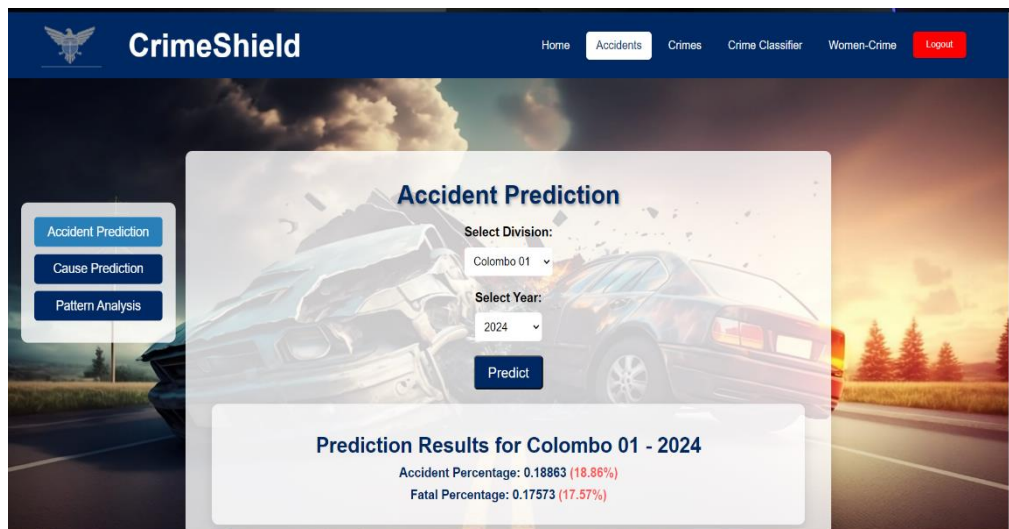 CrimeShield
Home Accidents Crimes Crime Classifier Women-Crime Logout
Accident Prediction
Cause Prediction
Pattern Analysis
Accident Prediction
Select Division:
Colombo 01
Select Year:
2024
Predict
Prediction Results for Colombo 01 - 2024
Accident Percentage: 0.18863 (18.86%)
Fatal Percentage: 0.17573 (17.57%)